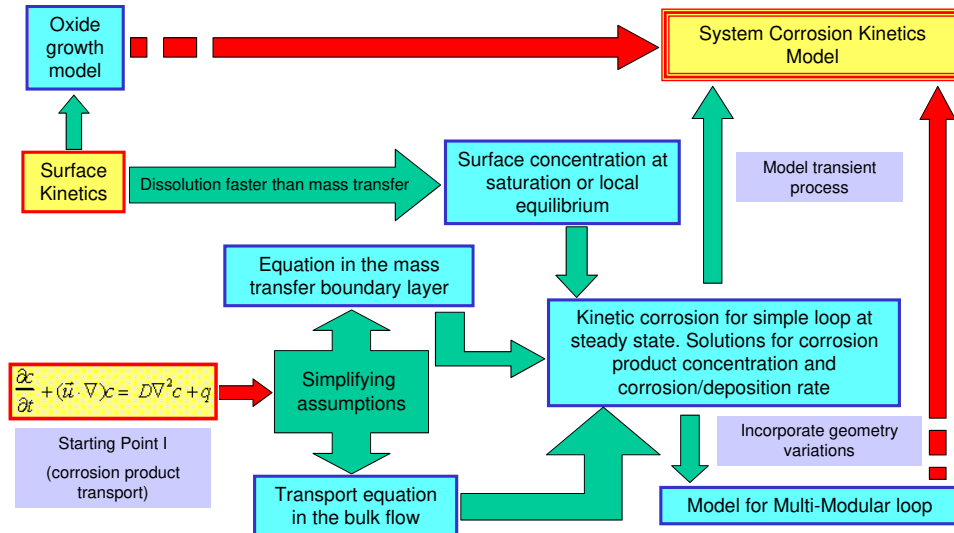 Oxide
growth
model
System Corrosion Kinetics
Model
Surface
Kinetics
Dissolution faster than mass transfer
Surface concentration at
saturation or local
equilibrium
Model transient
process
Equation in the mass
transfer boundary layer
Kinetic corrosion for simple loop at
steady state. Solutions for corrosion
product concentration and
corrosion/deposition rate
∂c/∂t + (u⃗ · ∇)c = D∇²c + q
Simplifying
assumptions
Starting Point I
(corrosion product
transport)
Incorporate geometry
variations
Transport equation
in the bulk flow
Model for Multi-Modular loop